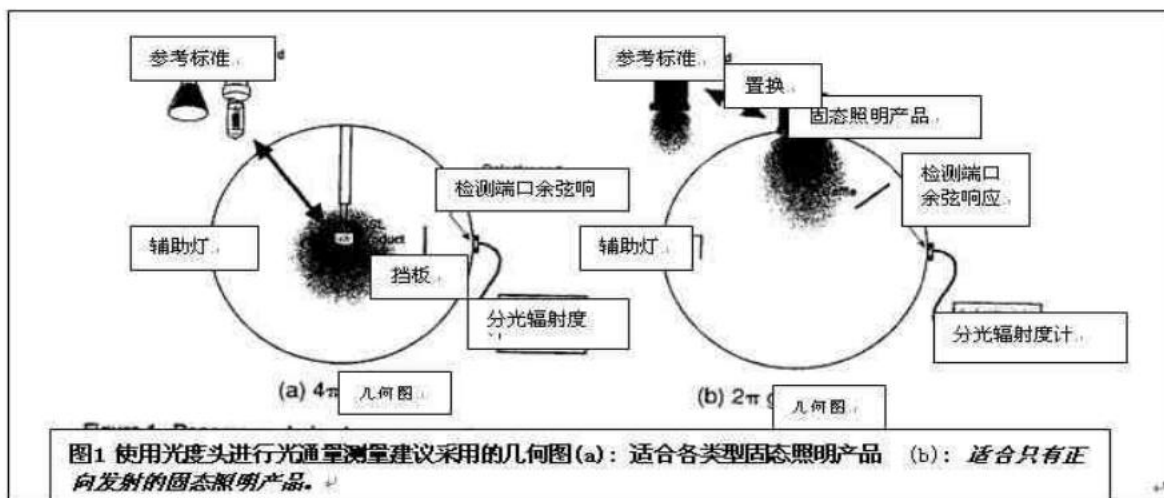 参考标准
参考标准
置换
固态照明产品
检测端口余弦响
检测端口
余弦响应
辅助灯
辅助灯
挡板
分光辐射度
计
分光辐射度计
(a) 4π
几何图
(b) 2π g
几何图
图1 使用光度头进行光通量测量建议采用的几何图(a): 适合各类型固态照明产品 (b): 适合只有正
向发射的固态照明产品。